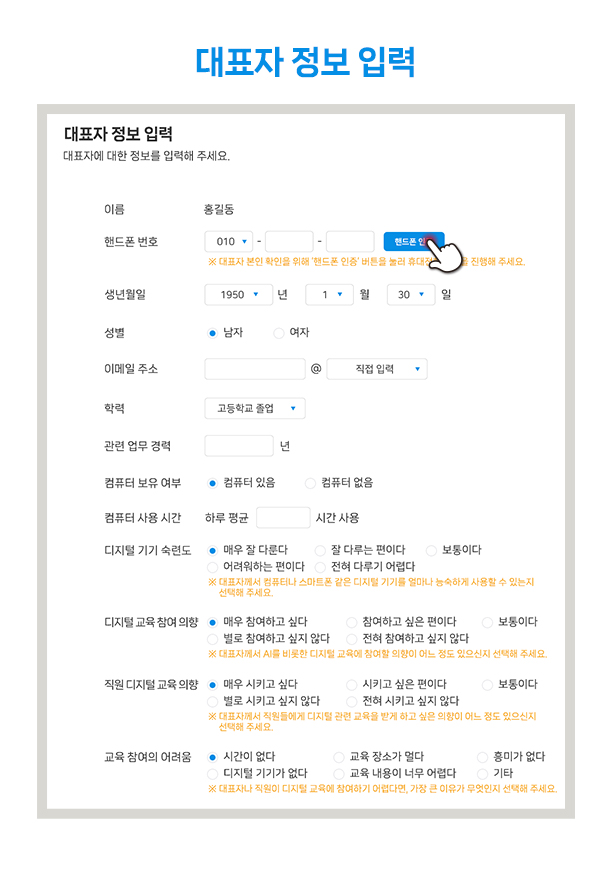 대표자 정보 입력
대표자 정보 입력
대표자에 대한 정보를 입력해 주세요.
이름 홍길동
핸드폰 번호 010 ▼ - - 핸드폰
※ 대표자 본인 확인을 위해 '핸드폰 인증' 버튼을 눌러 진행해 주세요.
생년월일 1950 ▼ 년 1 ▼ 월 30 ▼ 일
성별 남자 여자
이메일 주소 @ 직접 입력 ▼
학력 고등학교 졸업 ▼
관련 업무 경력 년
컴퓨터 보유 여부 컴퓨터 있음 컴퓨터 없음
컴퓨터 사용 시간 하루 평균 시간 사용
디지털 기기 숙련도 매우 잘 다룬다 잘 다루는 편이다 보통이다
어려워하는 편이다 전혀 다루기 어렵다
※ 대표자께서 컴퓨터나 스마트폰 같은 디지털 기기를 얼마나 능숙하게 사용할 수 있는지
선택해 주세요.
디지털 교육 참여 의향 매우 참여하고 싶다 참여하고 싶은 편이다 보통이다
별로 참여하고 싶지 않다 전혀 참여하고 싶지 않다
※ 대표자께서 AI를 비롯한 디지털 교육에 참여할 의향이 어느 정도 있으신지 선택해 주세요.
직원 디지털 교육 의향 매우 시키고 싶다 시키고 싶은 편이다 보통이다
별로 시키고 싶지 않다 전혀 시키고 싶지 않다
※ 대표자께서 직원들에게 디지털 관련 교육을 받게 하고 싶은 의향이 어느 정도 있으신지
선택해 주세요.
교육 참여의 어려움 시간이 없다 교육 장소가 멀다 흥미가 없다
디지털 기기가 없다 교육 내용이 너무 어렵다 기타
※ 대표자나 직원이 디지털 교육에 참여하기 어렵다면, 가장 큰 이유가 무엇인지 선택해 주세요.